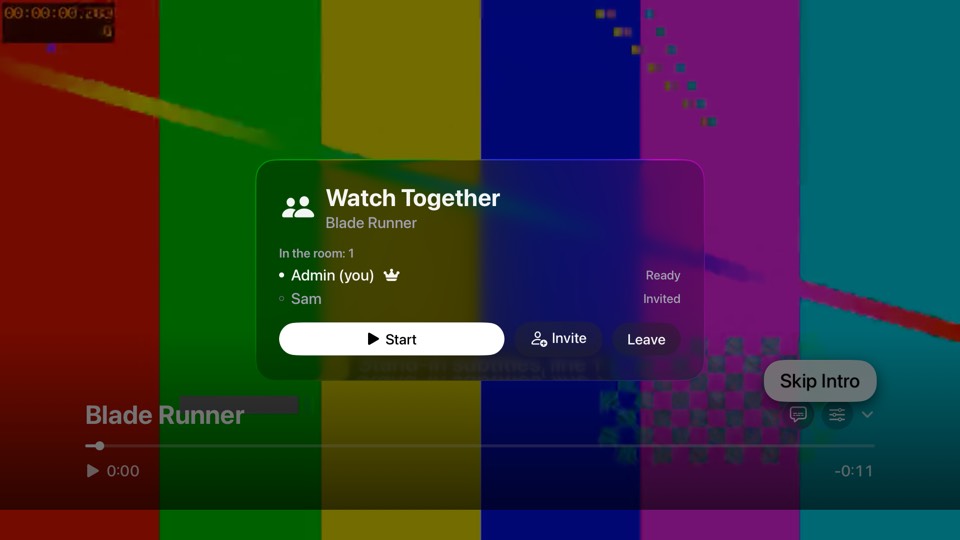 Watch Together
Blade Runner
In the room: 1
Admin (you)
Ready
Sam
Invited
Start
Invite
Leave
Skip Intro
Blade Runner
0:00
-0:11